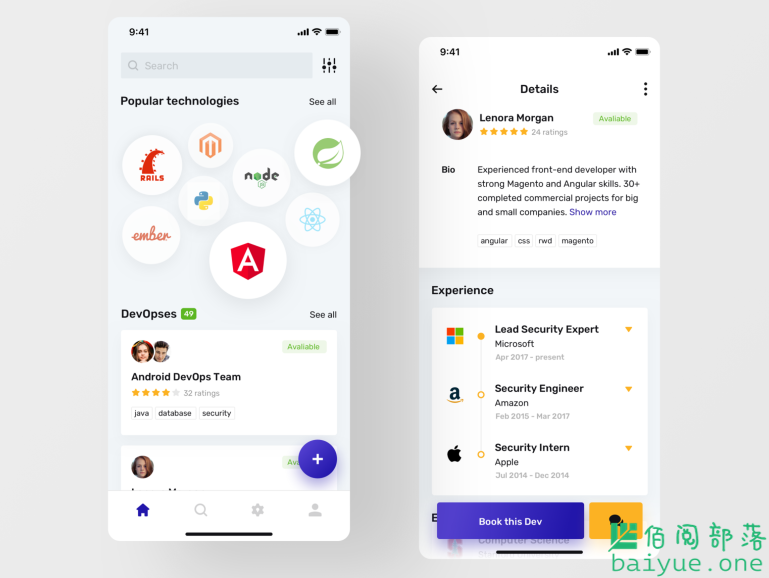 9:41
Search
Popular technologies
See all
RAILS
node
JS
ember
DevOpses 49
See all
Avaliable
Android DevOps Team
32 ratings
java database security
9:41
Details
Lenora Morgan
Avaliable
24 ratings
Bio
Experienced front-end developer with
strong Magento and Angular skills. 30+
completed commercial projects for big
and small companies. Show more
angular css rwd magento
Experience
Lead Security Expert
Microsoft
Apr 2017 - present
Security Engineer
Amazon
Feb 2015 - Mar 2017
Security Intern
Apple
Jul 2014 - Dec 2014
Book this Dev
Computer Science
佰阅部落
baiyue.one